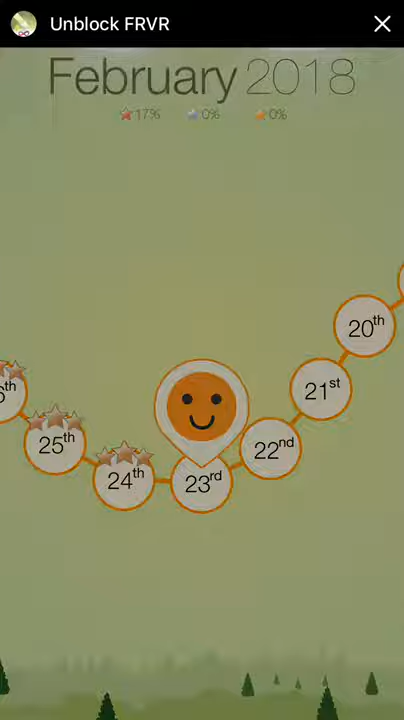 Unblock FRVR
February 2018
17% 0% 0%
20th
21st
22nd
23rd
24th
25th